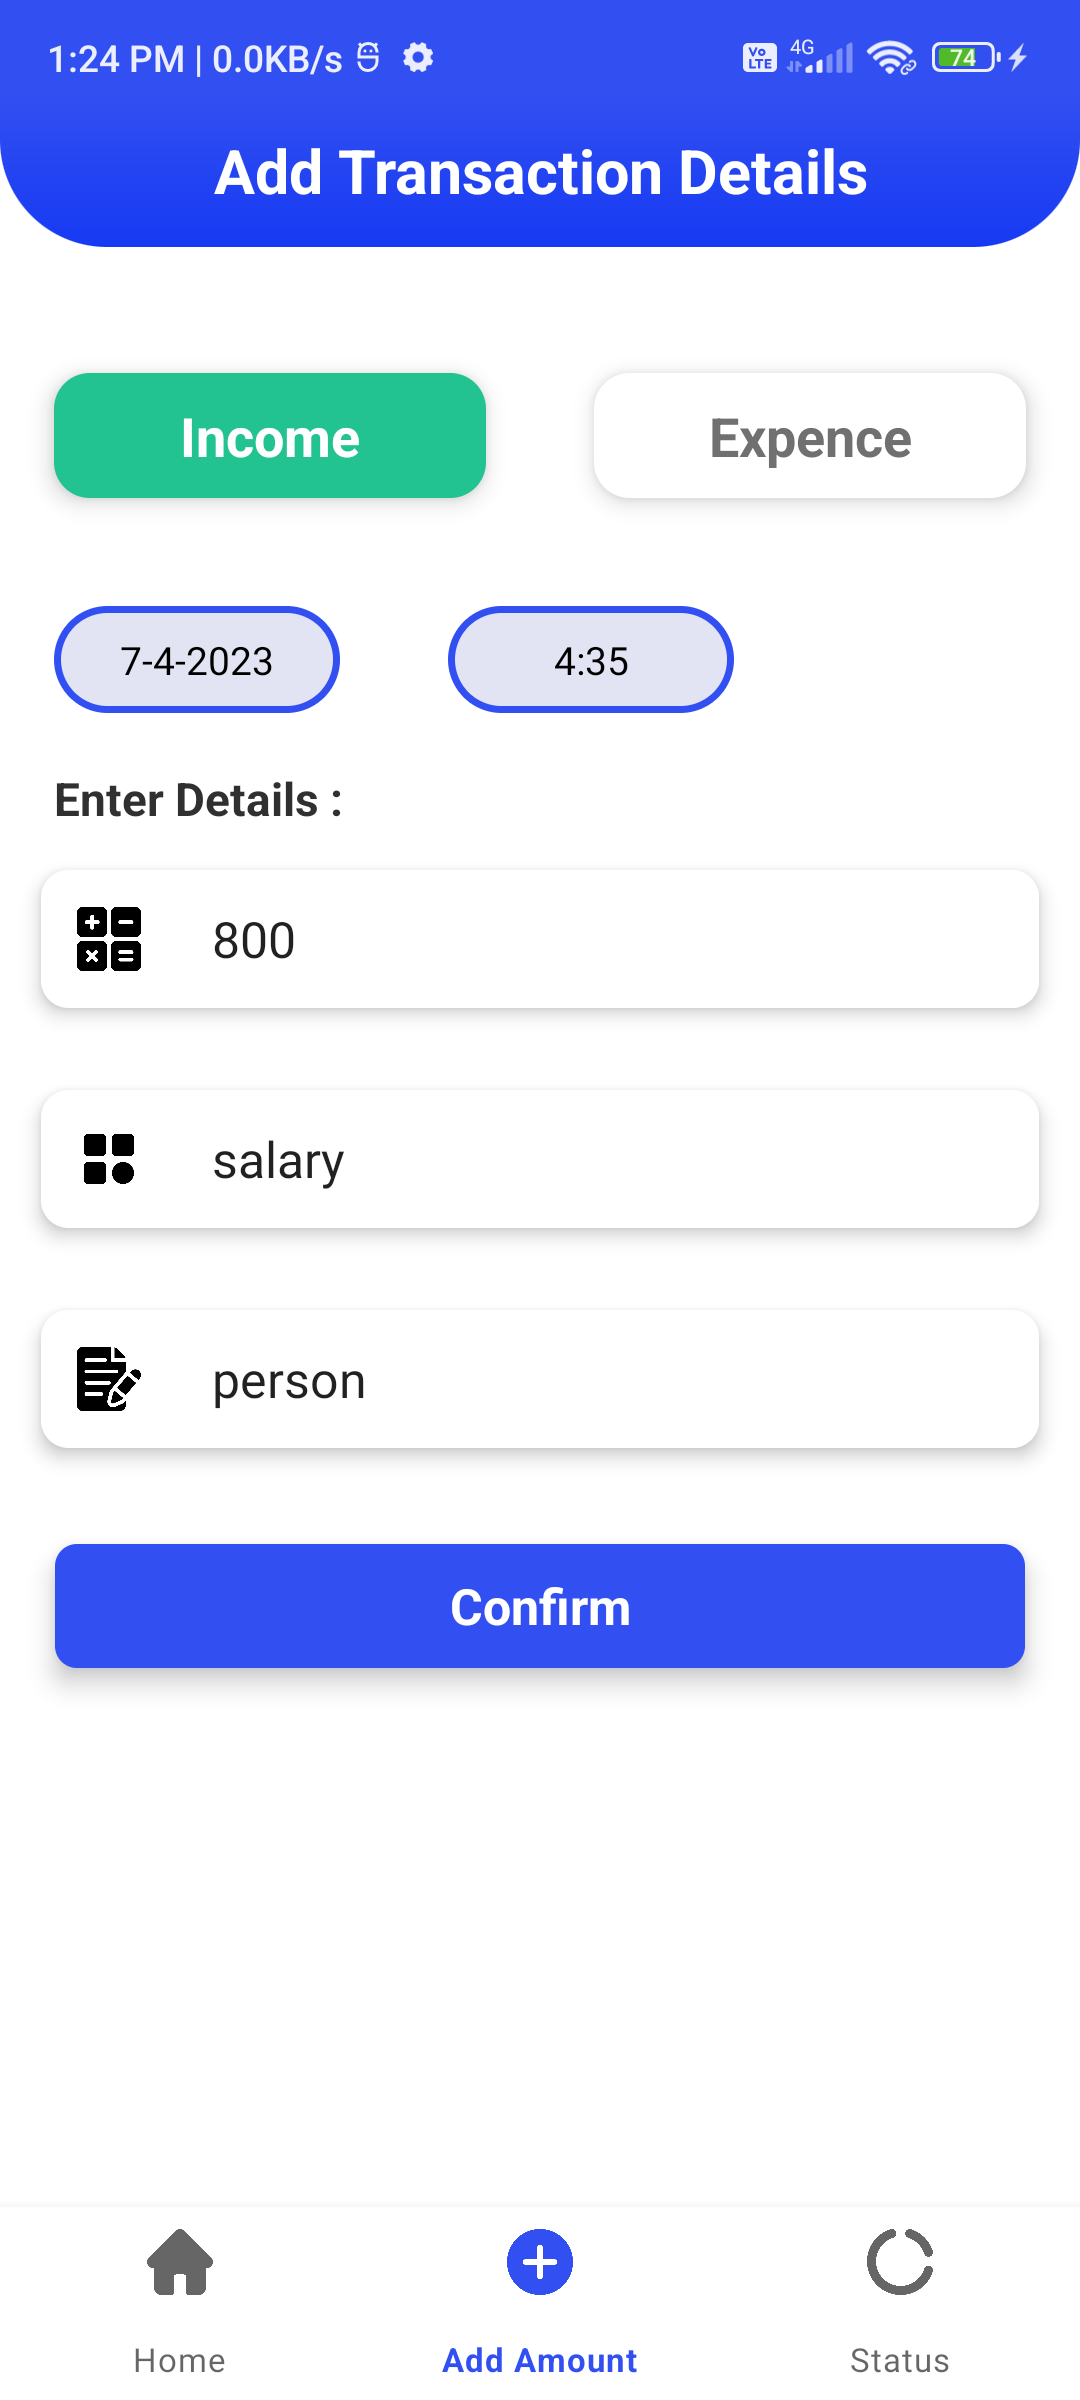 1:24 PM | 0.0KB/s
Vo LTE 4G 74
Add Transaction Details
Income Expence
7-4-2023 4:35
Enter Details :
800
salary
person
Confirm
Home Add Amount Status